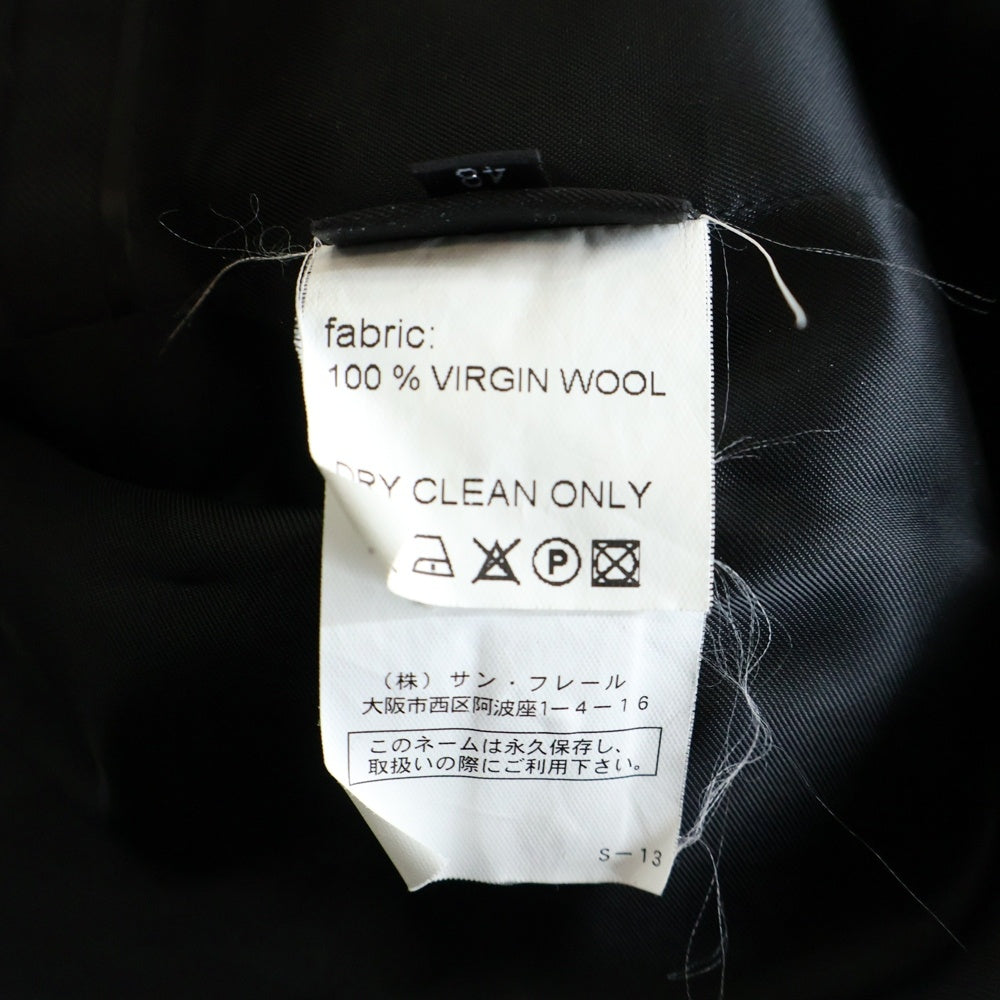 48
fabric:
100 % VIRGIN WOOL
DRY CLEAN ONLY
P
(株) サン・フレール
大阪市西区阿波座1-4-16
このネームは永久保存し、
取扱いの際にご利用下さい。
S-13